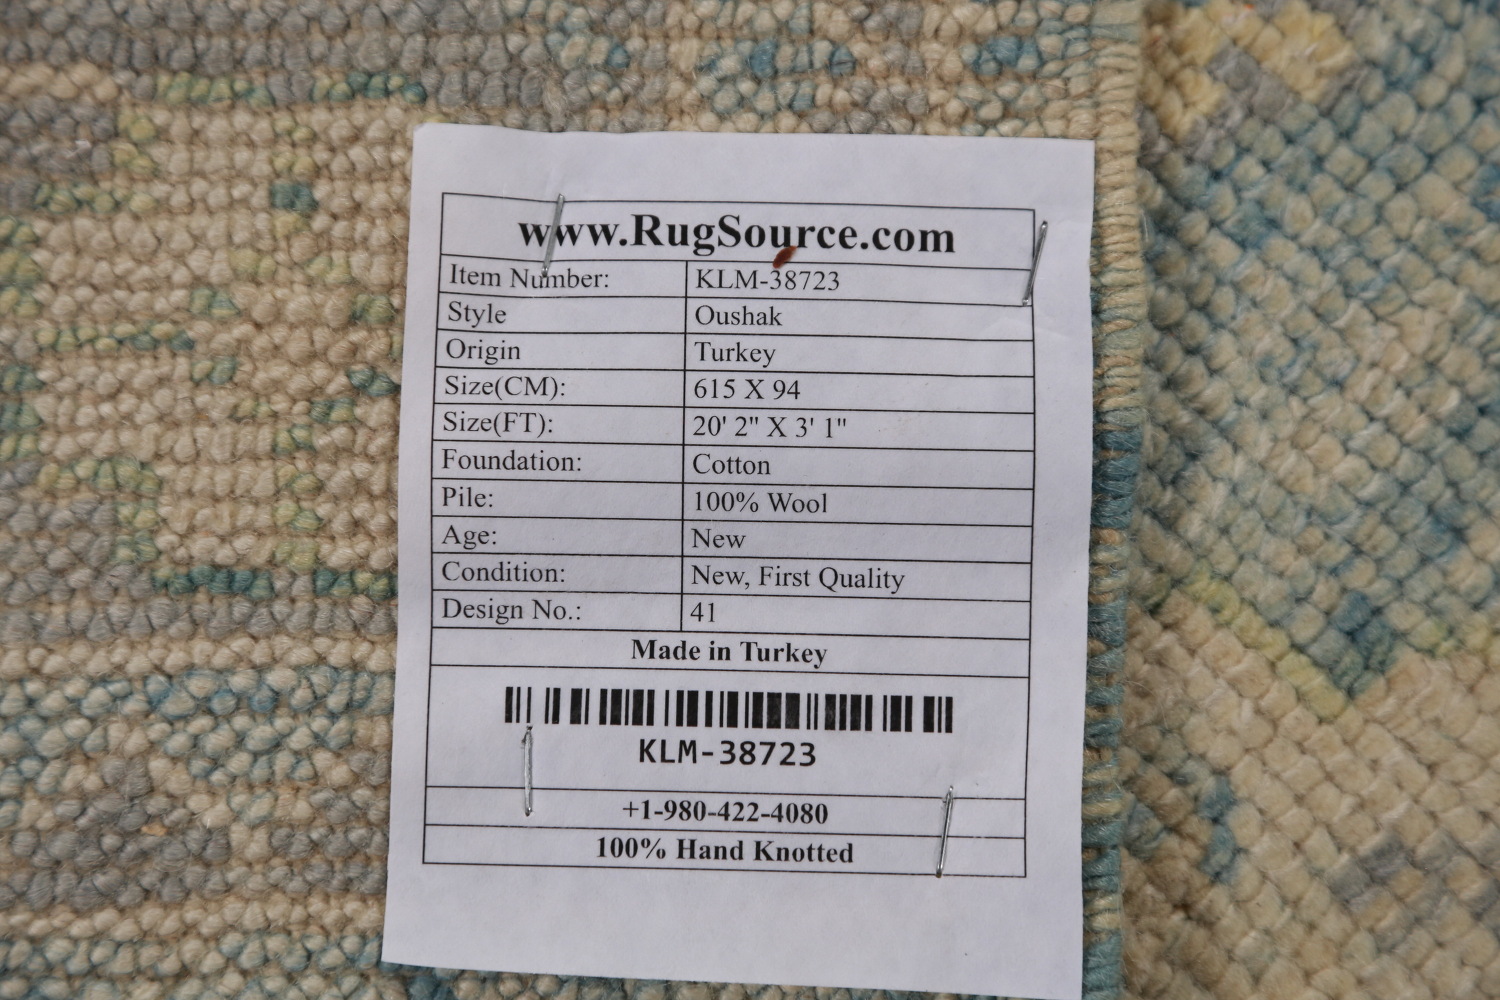 www.RugSource.com
Item Number: KLM-38723
Style Oushak
Origin Turkey
Size(CM): 615 X 94
Size(FT): 20' 2" X 3' 1"
Foundation: Cotton
Pile: 100% Wool
Age: New
Condition: New, First Quality
Design No.: 41
Made in Turkey
KLM-38723
+1-980-422-4080
100% Hand Knotted